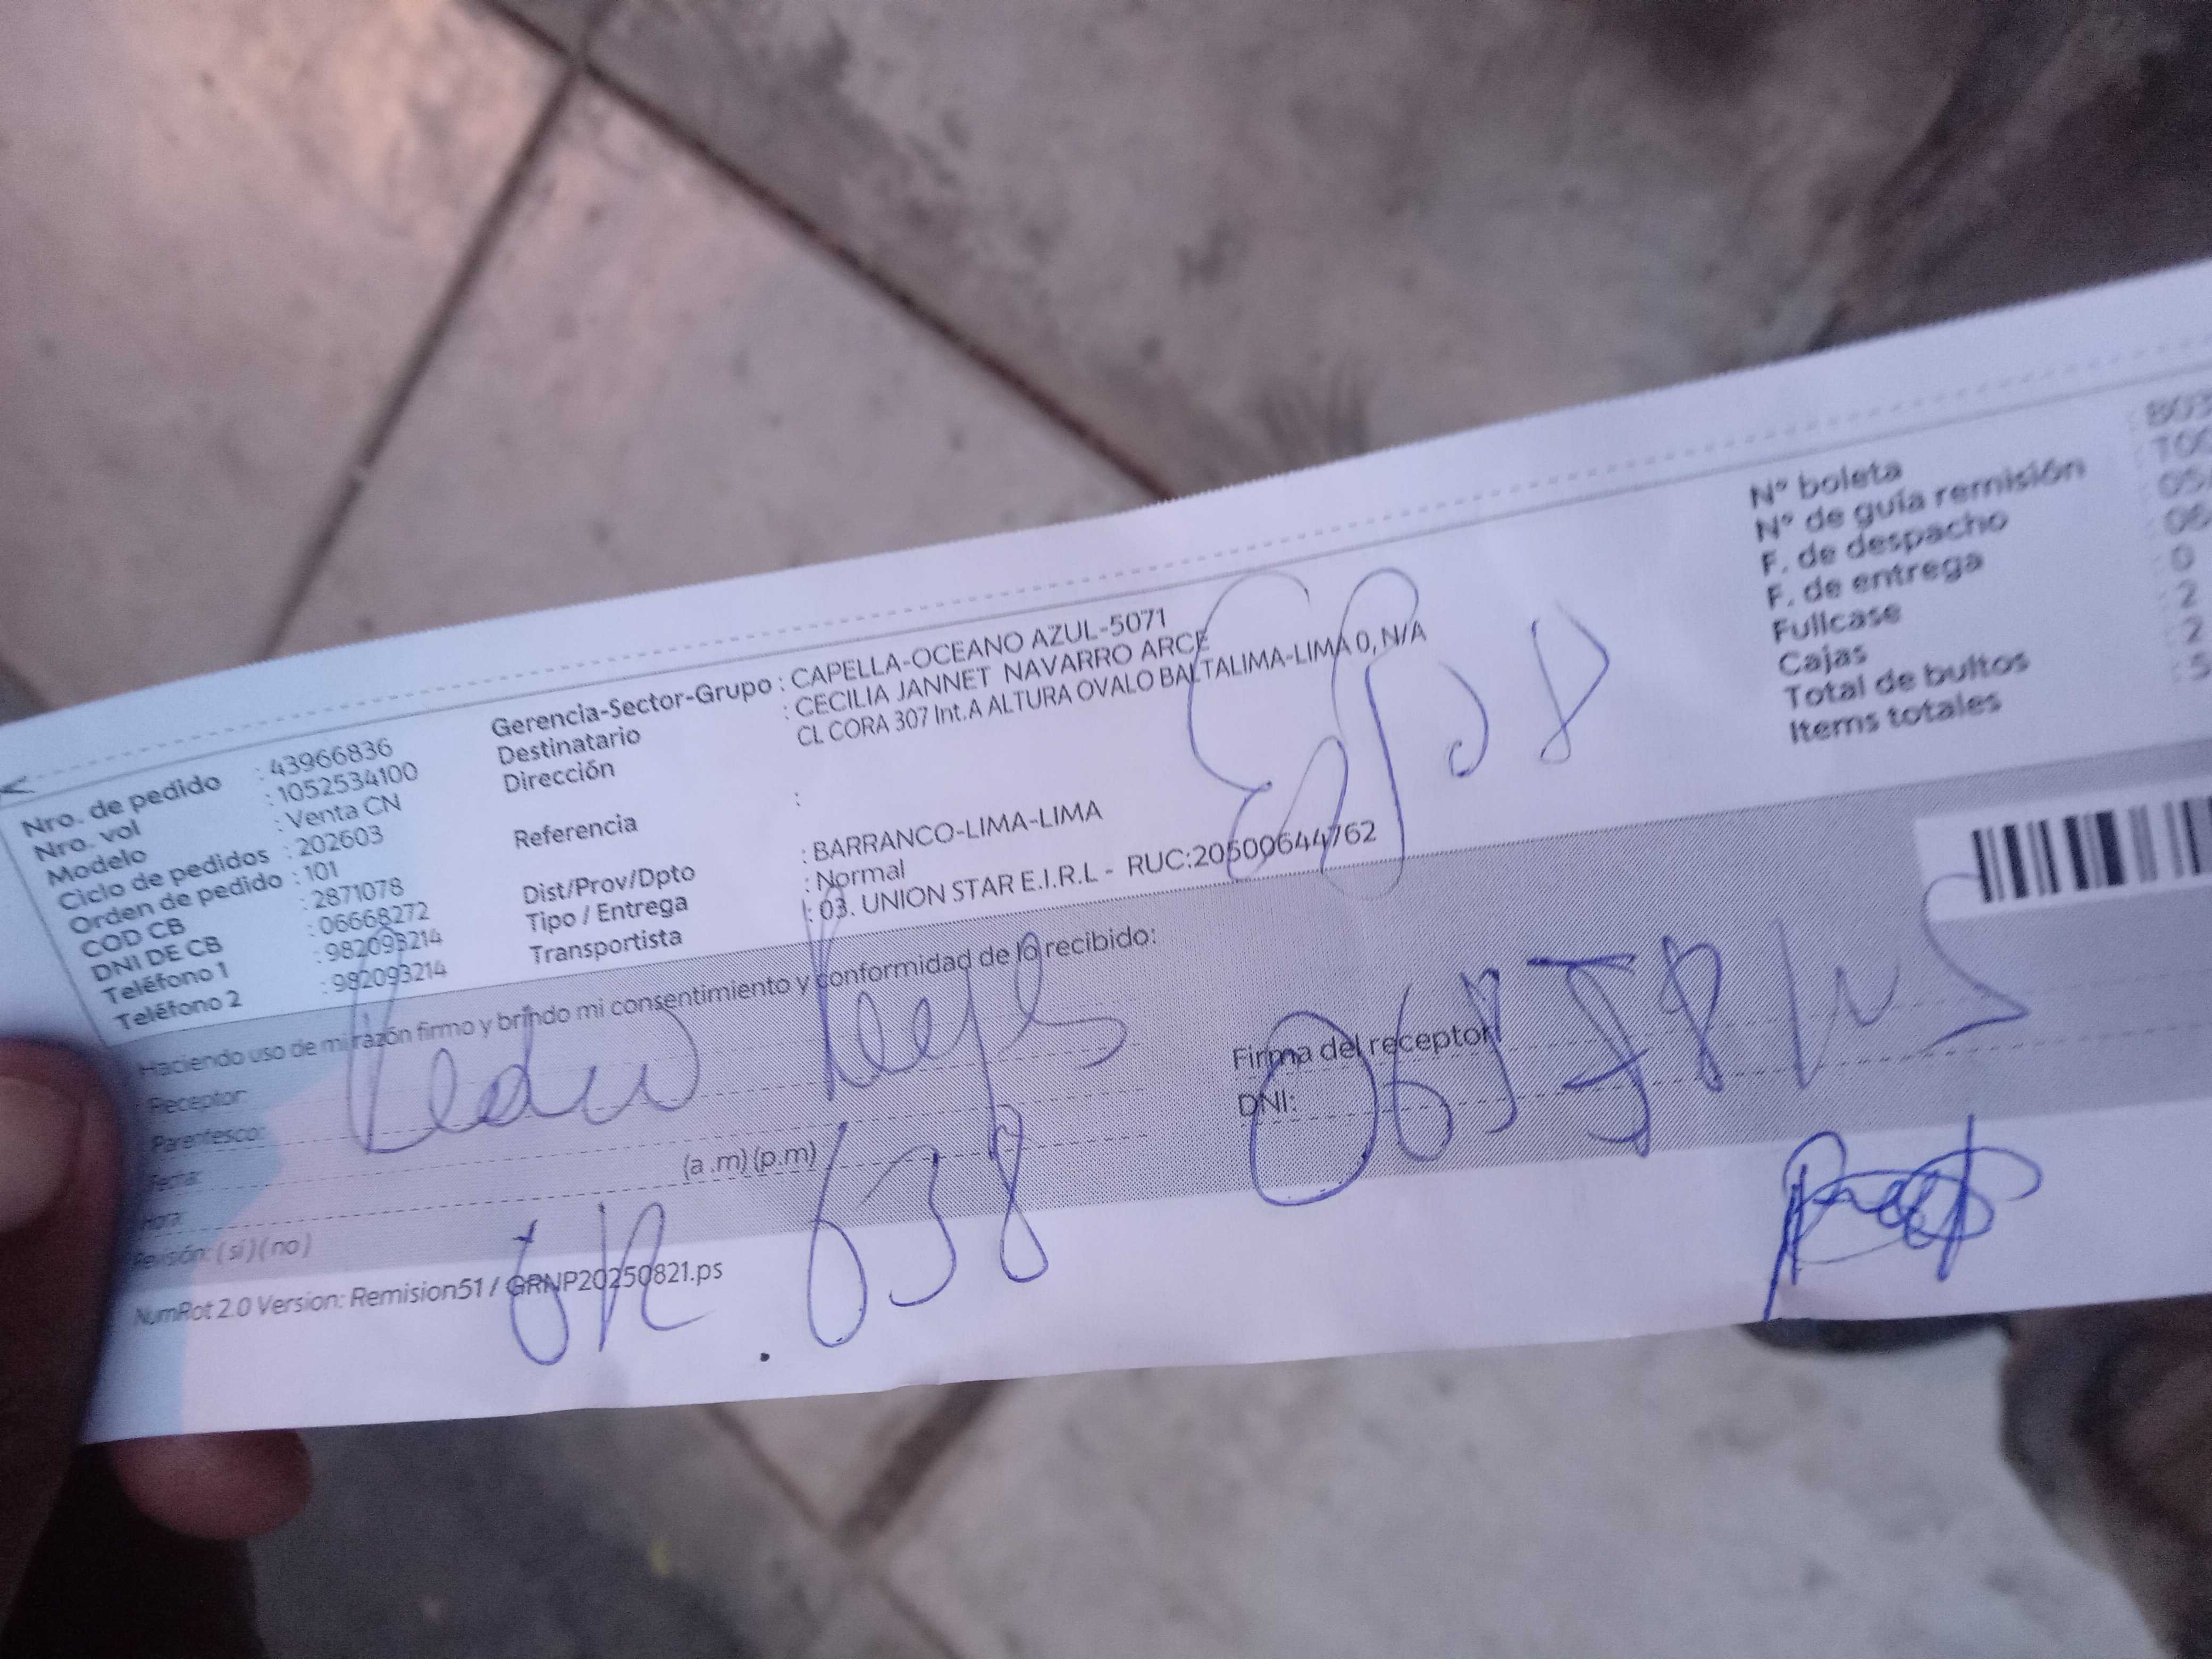 Nro. de pedido : 43966836
Nro. vol : 1052534100
Modelo : Venta CN
Ciclo de pedidos : 202603
Orden de pedido : 101
COD CB : 2871078
DNI DE CB : 06668272
Teléfono 1 : 982093214
Teléfono 2 : 982093214
Gerencia-Sector-Grupo : CAPELLA-OCEANO AZUL-5071
Destinatario : CECILIA JANNET NAVARRO ARCE
Dirección CL CORA 307 Int.A ALTURA OVALO BALTALIMA-LIMA 0, N/A
Referencia :
Dist/Prov/Dpto : BARRANCO-LIMA-LIMA
Tipo / Entrega : Normal
Transportista : 03. UNION STAR E.I.R.L - RUC:20500644762
N° boleta
N° de guía remisión
F. de despacho
F. de entrega
Fullcase : 0
Cajas : 2
Total de bultos : 2
Items totales
Haciendo uso de mi razón firmo y brindo mi consentimiento y conformidad de lo recibido:
Receptor:
Parentesco:
Fecha:
Hora: (a .m) (p.m)
Revisión: ( si ) ( no )
Firma del receptor
DNI:
638
NumRot 2.0 Version: Remision51 / GRNP20250821.ps